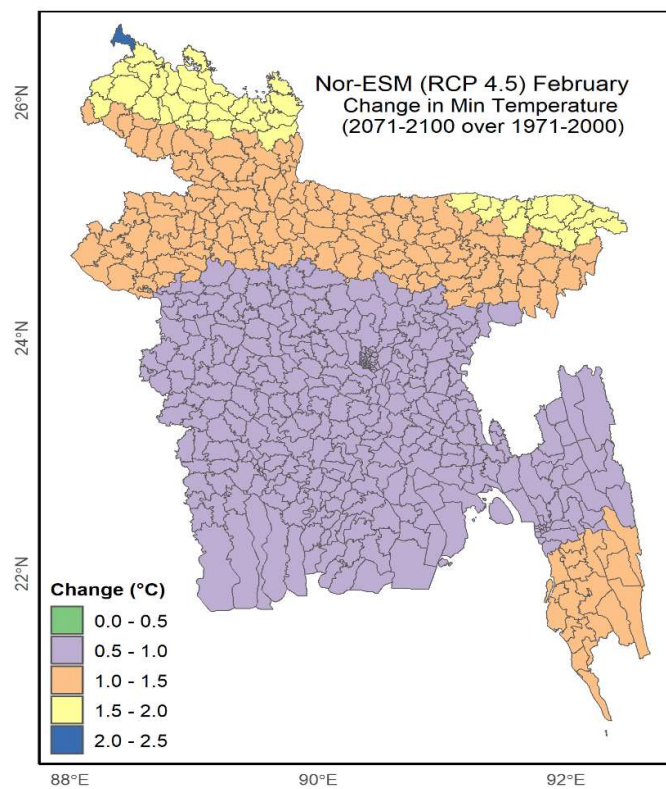 Nor-ESM (RCP 4.5) February
Change in Min Temperature
(2071-2100 over 1971-2000)
26°N
24°N
22°N
Change (°C)
0.0 - 0.5
0.5 - 1.0
1.0 - 1.5
1.5 - 2.0
2.0 - 2.5
88°E
90°E
92°E